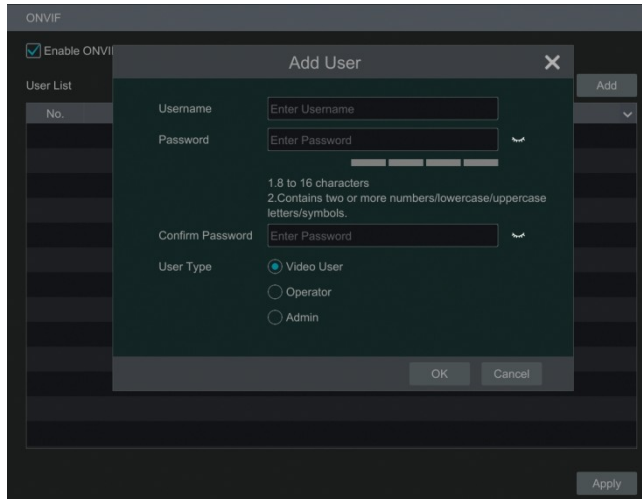 ONVIF
Enable ONVI
Add User
User List
Add
No.
Username
Enter Username
Password
Enter Password
1.8 to 16 characters
2.Contains two or more numbers/lowercase/uppercase
letters/symbols.
Confirm Password
Enter Password
User Type
Video User
Operator
Admin
OK
Cancel
Apply